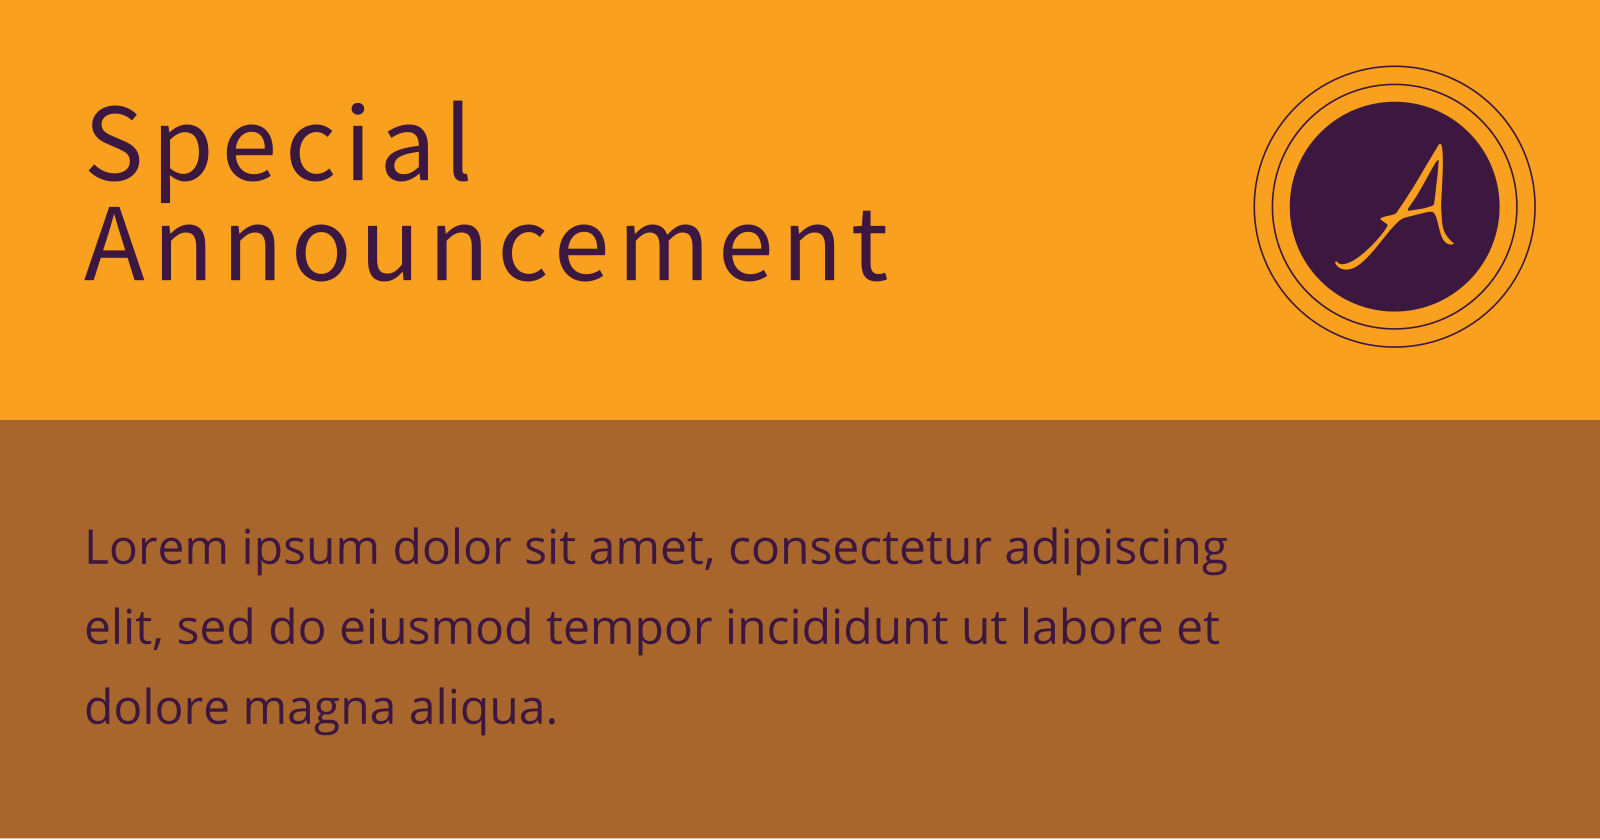 Special
Announcement
A
Lorem ipsum dolor sit amet, consectetur adipiscing
elit, sed do eiusmod tempor incididunt ut labore et
dolore magna aliqua.